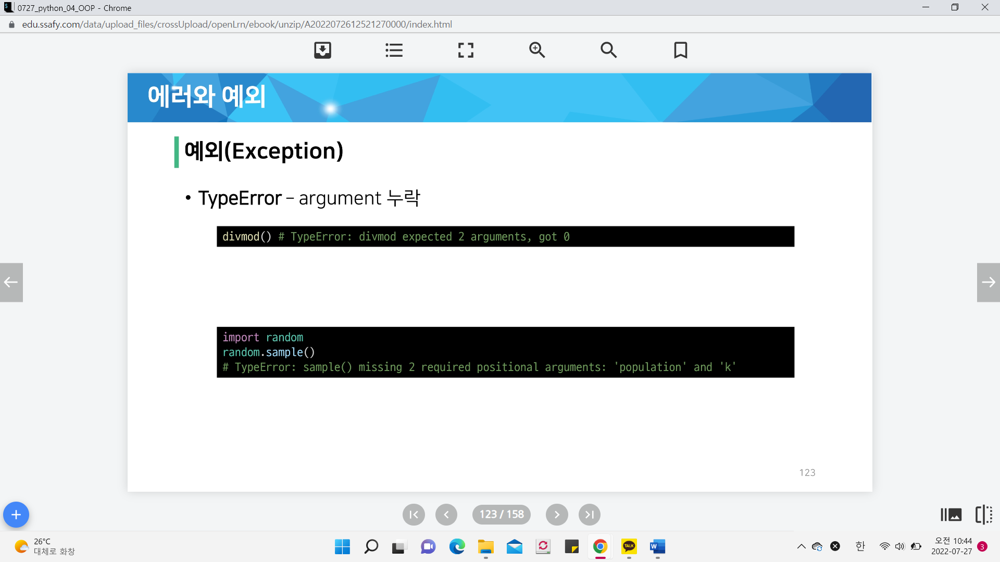 0727_python_04_OOP - Chrome
edu.ssafy.com/data/upload_files/crossUpload/openLrn/ebook/unzip/A2022072612521270000/index.html
에러와 예외
예외(Exception)
• TypeError – argument 누락
divmod() # TypeError: divmod expected 2 arguments, got 0
import random
random.sample()
# TypeError: sample() missing 2 required positional arguments: 'population' and 'k'
123
123 / 158
26°C
대체로 화창
TALK
W
한
오전 10:44
2022-07-27
3